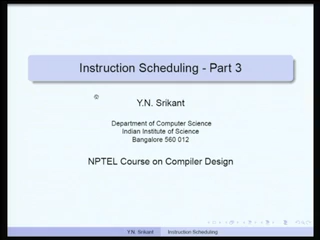 Instruction Scheduling - Part 3
Y.N. Srikant
Department of Computer Science
Indian Institute of Science
Bangalore 560 012
NPTEL Course on Compiler Design
Y.N. Srikant Instruction Scheduling